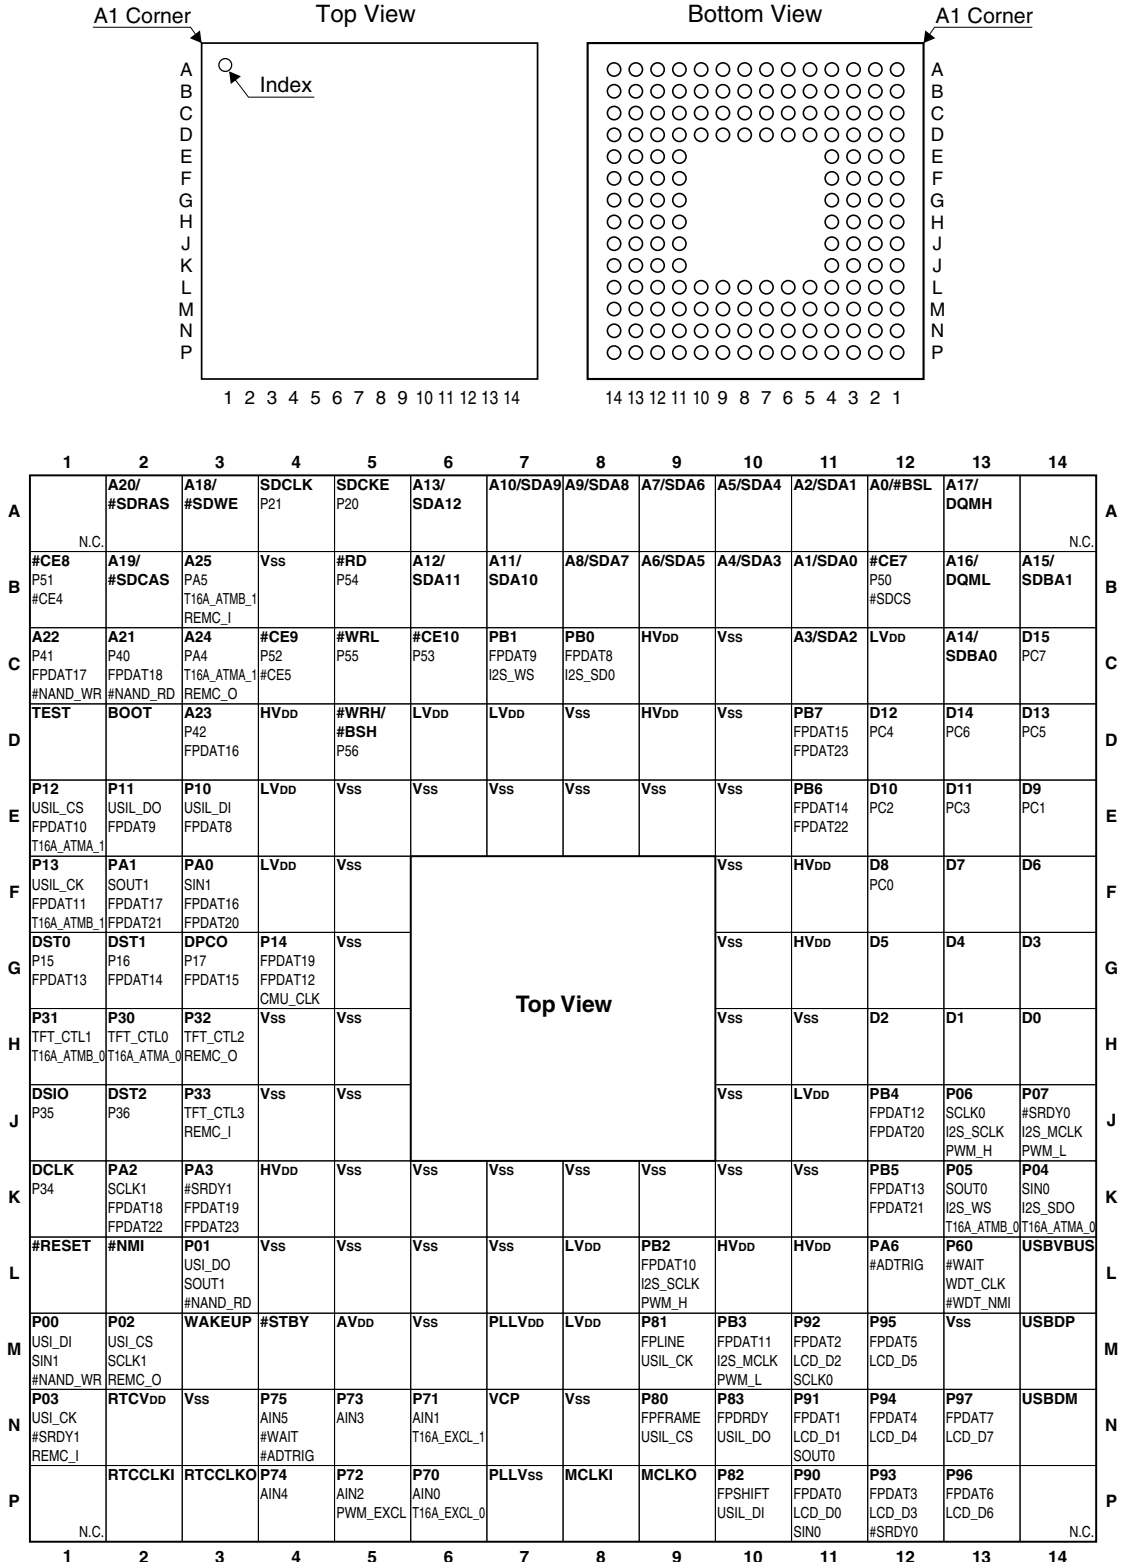 A1 Corner Top View Bottom View A1 Corner
Index
A A
B B
C C
D D
E E
F F
G G
H H
J J
K J
L L
M M
N N
P P
1 2 3 4 5 6 7 8 9 10 11 12 13 14
14 13 12 11 10 9 8 7 6 5 4 3 2 1
1 2 3 4 5 6 7 8 9 10 11 12 13 14
A20/ A18/ SDCLK SDCKE A13/ A10/SDA9 A9/SDA8 A7/SDA6 A5/SDA4 A2/SDA1 A0/#BSL A17/
#SDRAS #SDWE P21 P20 SDA12 DQMH
A A
N.C. N.C.
#CE8 A19/ A25 Vss #RD A12/ A11/ A8/SDA7 A6/SDA5 A4/SDA3 A1/SDA0 #CE7 A16/ A15/
B P51 #SDCAS PA5 P54 SDA11 SDA10 P50 DQML SDBA1 B
#CE4 T16A_ATMB_1 #SDCS
REMC_I
A22 A21 A24 #CE9 #WRL #CE10 PB1 PB0 HVDD Vss A3/SDA2 LVDD A14/ D15
C P41 P40 PA4 P52 P55 P53 FPDAT9 FPDAT8 SDBA0 PC7 C
FPDAT17 FPDAT18 T16A_ATMA_1 #CE5 I2S_WS I2S_SD0
#NAND_WR #NAND_RD REMC_O
TEST BOOT A23 HVDD #WRH/ LVDD LVDD Vss HVDD Vss PB7 D12 D14 D13
D P42 #BSH FPDAT15 PC4 PC6 PC5 D
FPDAT16 P56 FPDAT23
P12 P11 P10 LVDD Vss Vss Vss Vss Vss Vss PB6 D10 D11 D9
E USIL_CS USIL_DO USIL_DI FPDAT14 PC2 PC3 PC1 E
FPDAT10 FPDAT9 FPDAT8 FPDAT22
T16A_ATMA_1
P13 PA1 PA0 LVDD Vss Vss HVDD D8 D7 D6
F USIL_CK SOUT1 SIN1 PC0 F
FPDAT11 FPDAT17 FPDAT16
T16A_ATMB_1 FPDAT21 FPDAT20
DST0 DST1 DPCO P14 Vss Vss HVDD D5 D4 D3
G P15 P16 P17 FPDAT19 G
FPDAT13 FPDAT14 FPDAT15 FPDAT12
CMU_CLK
Top View
P31 P30 P32 Vss Vss Vss Vss D2 D1 D0
H TFT_CTL1 TFT_CTL0 TFT_CTL2 H
T16A_ATMB_0 T16A_ATMA_0 REMC_O
DSIO DST2 P33 Vss Vss Vss LVDD PB4 P06 P07
J P35 P36 TFT_CTL3 FPDAT12 SCLK0 #SRDY0 J
REMC_I FPDAT20 I2S_SCLK I2S_MCLK
PWM_H PWM_L
DCLK PA2 PA3 HVDD Vss Vss Vss Vss Vss Vss Vss PB5 P05 P04
K P34 SCLK1 #SRDY1 FPDAT13 SOUT0 SIN0 K
FPDAT18 FPDAT19 FPDAT21 I2S_WS I2S_SDO
FPDAT22 FPDAT23 T16A_ATMB_0 T16A_ATMA_0
#RESET #NMI P01 Vss Vss Vss Vss LVDD PB2 HVDD HVDD PA6 P60 USBVBUS
L USI_DO FPDAT10 #ADTRIG #WAIT L
SOUT1 I2S_SCLK WDT_CLK
#NAND_RD PWM_H #WDT_NMI
P00 P02 WAKEUP #STBY AVDD Vss PLLVDD LVDD P81 PB3 P92 P95 Vss USBDP
M USI_DI USI_CS FPLINE FPDAT11 FPDAT2 FPDAT5 M
SIN1 SCLK1 USIL_CK I2S_MCLK LCD_D2 LCD_D5
#NAND_WR REMC_O PWM_L SCLK0
P03 RTCVDD Vss P75 P73 P71 VCP Vss P80 P83 P91 P94 P97 USBDM
N USI_CK AIN5 AIN3 AIN1 FPFRAME FPDRDY FPDAT1 FPDAT4 FPDAT7 N
#SRDY1 #WAIT T16A_EXCL_1 USIL_CS USIL_DO LCD_D1 LCD_D4 LCD_D7
REMC_I #ADTRIG SOUT0
RTCCLKI RTCCLKO P74 P72 P70 PLLVss MCLKI MCLKO P82 P90 P93 P96
P AIN4 AIN2 AIN0 FPSHIFT FPDAT0 FPDAT3 FPDAT6 P
PWM_EXCL T16A_EXCL_0 USIL_DI LCD_D0 LCD_D3 LCD_D6
N.C. SIN0 #SRDY0 N.C.
1 2 3 4 5 6 7 8 9 10 11 12 13 14